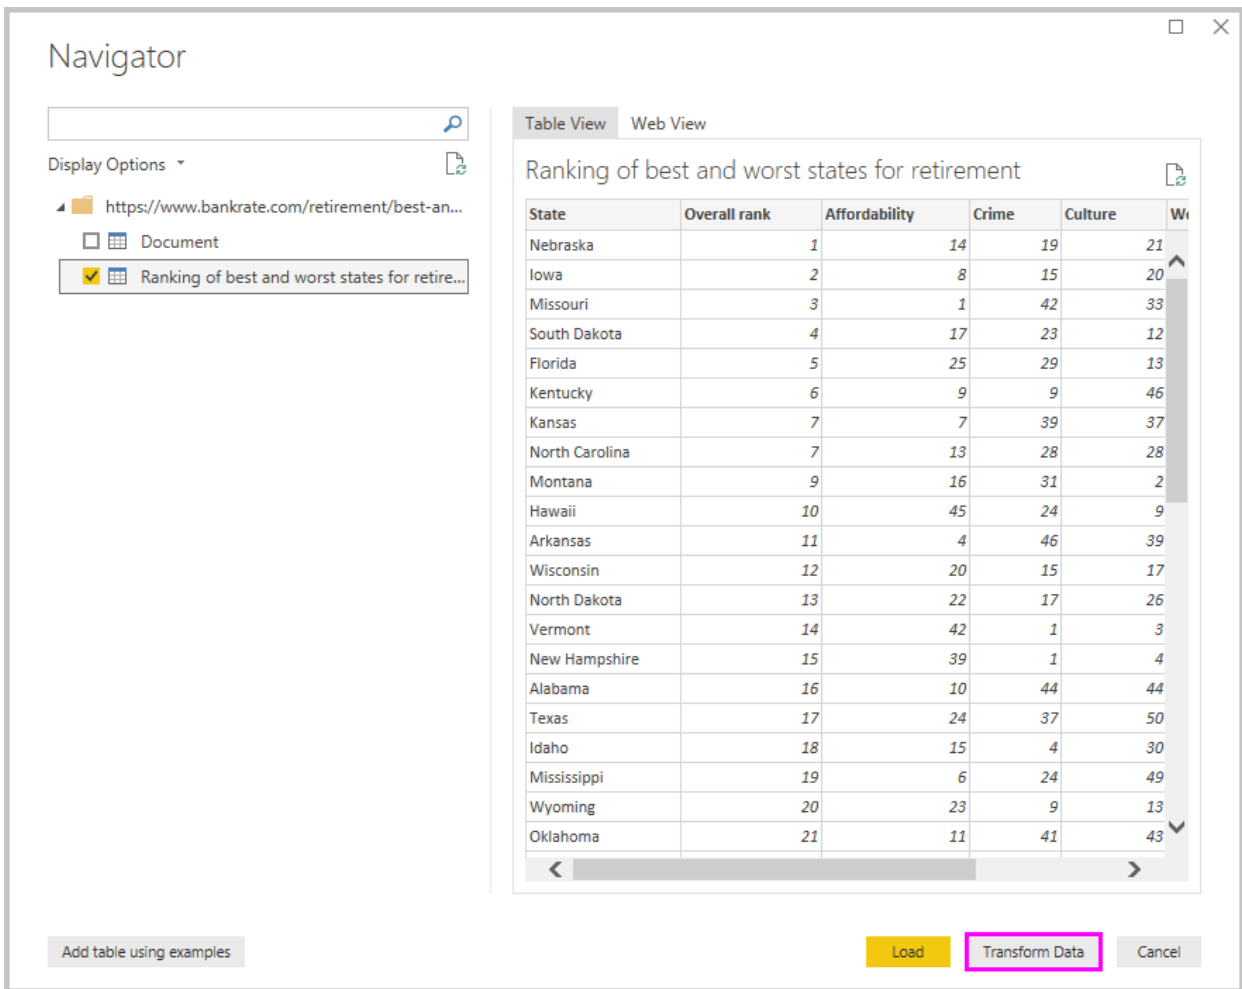 Navigator
Display Options
https://www.bankrate.com/retirement/best-an...
Document
Ranking of best and worst states for retire...
Table View Web View
Ranking of best and worst states for retirement
State Overall rank Affordability Crime Culture We
Nebraska 1 14 19 21
Iowa 2 8 15 20
Missouri 3 1 42 33
South Dakota 4 17 23 12
Florida 5 25 29 13
Kentucky 6 9 9 46
Kansas 7 7 39 37
North Carolina 7 13 28 28
Montana 9 16 31 2
Hawaii 10 45 24 9
Arkansas 11 4 46 39
Wisconsin 12 20 15 17
North Dakota 13 22 17 26
Vermont 14 42 1 3
New Hampshire 15 39 1 4
Alabama 16 10 44 44
Texas 17 24 37 50
Idaho 18 15 4 30
Mississippi 19 6 24 49
Wyoming 20 23 9 13
Oklahoma 21 11 41 43
Add table using examples Load Transform Data Cancel